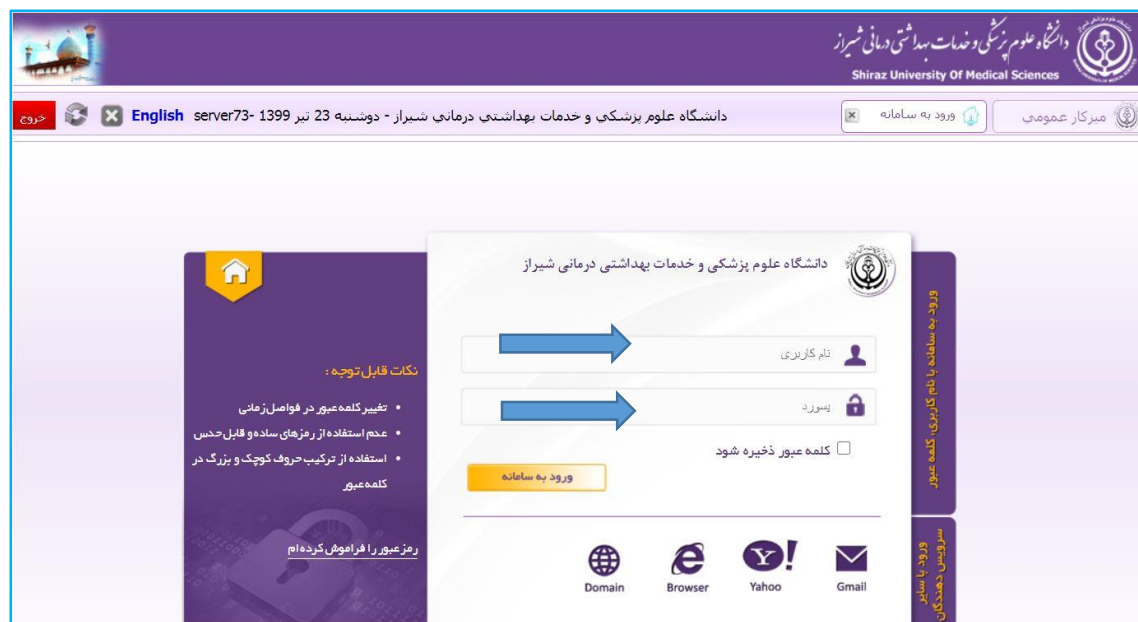 دانشگاه علوم پزشکی و خدمات بهداشتی درمانی شیراز
Shiraz University Of Medical Sciences
میزکار عمومي
ورود به سامانه
دانشگاه علوم پزشکي و خدمات بهداشتي درماني شيراز - دوشنبه 23 تير 1399 -server73
English
خروج
دانشگاه علوم پزشکی و خدمات بهداشتی درمانی شیراز
نام کاربری
پسورد
کلمه عبور ذخیره شود
ورود به سامانه
Gmail
Yahoo
Browser
Domain
ورود به سامانه با نام کاربری، کلمه عبور
ورود با سایر
سرویس دهندگان
نکات قابل توجه :
• تغییر کلمه عبور در فواصل زمانی
• عدم استفاده از رمزهای ساده و قابل حدس
• استفاده از ترکیب حروف کوچک و بزرگ در
کلمه عبور
رمز عبور را فراموش کرده ام